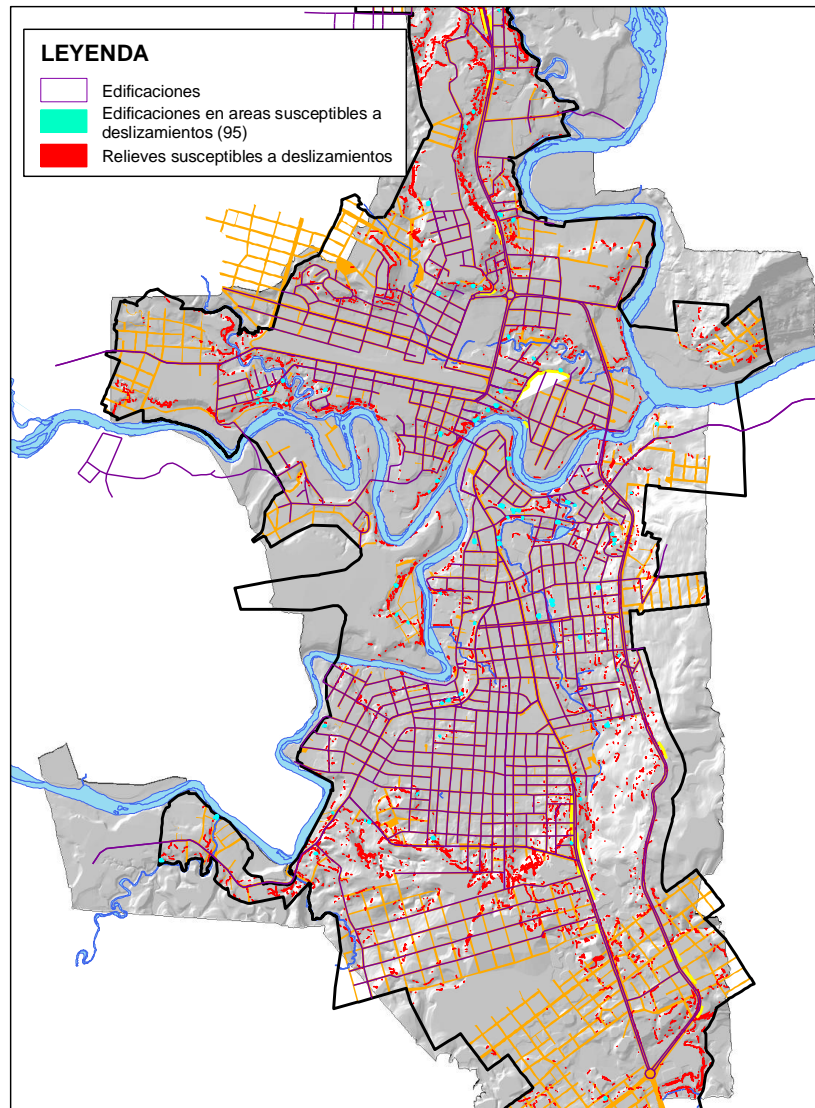 LEYENDA
Edificaciones
Edificaciones en areas susceptibles a
deslizamientos (95)
Relieves susceptibles a deslizamientos